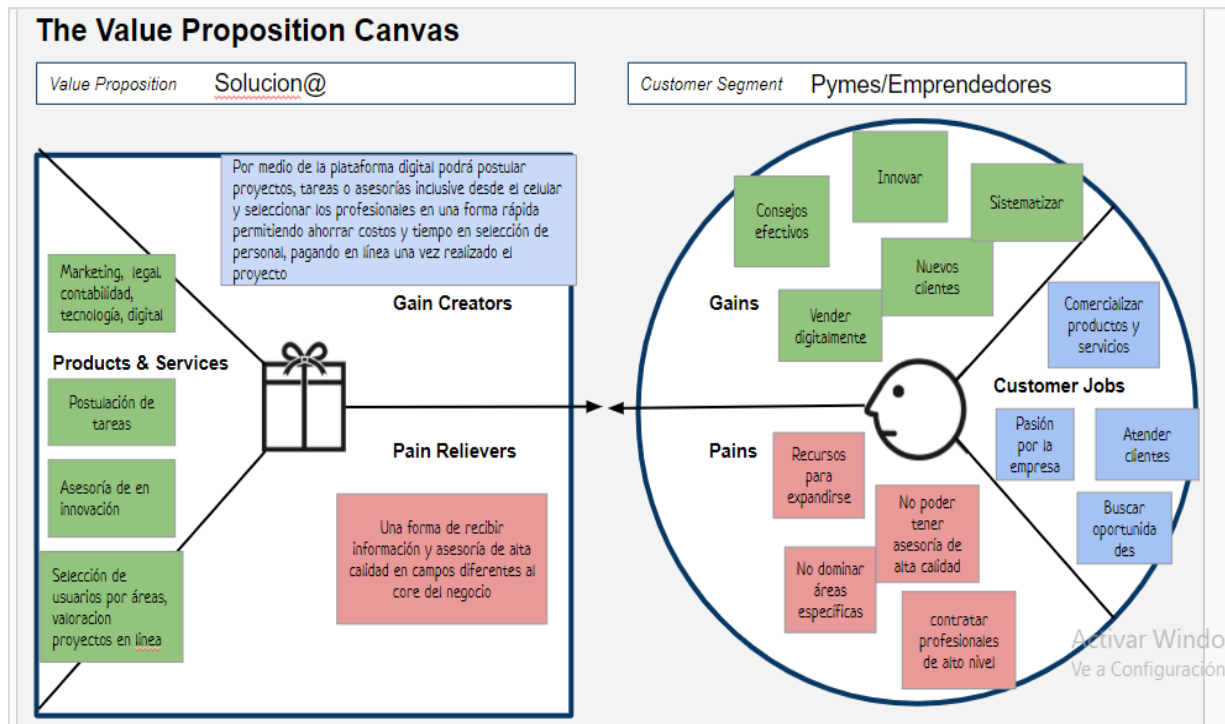 The Value Proposition Canvas
Value Proposition Solucion@
Customer Segment Pymes/Emprendedores
Por medio de la plataforma digital podrá postular
proyectos, tareas o asesorías inclusive desde el celular
y seleccionar los profesionales en una forma rápida
permitiendo ahorrar costos y tiempo en selección de
personal, pagando en línea una vez realizado el
proyecto
Gain Creators
Marketing, legal.
contabilidad,
tecnología, digital
Products & Services
Postulación de
tareas
Asesoría de en
innovación
Selección de
usuarios por áreas,
valoracion
proyectos en línea
Pain Relievers
Una forma de recibir
información y asesoría de alta
calidad en campos diferentes al
core del negocio
Innovar
Consejos
efectivos
Sistematizar
Nuevos
clientes
Gains
Vender
digitalmente
Comercializar
productos y
servicios
Customer Jobs
Pasión
por la
empresa
Atender
clientes
Buscar
oportunida
des
Pains
Recursos
para
expandirse
No poder
tener
asesoría de
alta calidad
No dominar
áreas
específicas
contratar
profesionales
de alto nivel
Activar Windo
Ve a Configuración